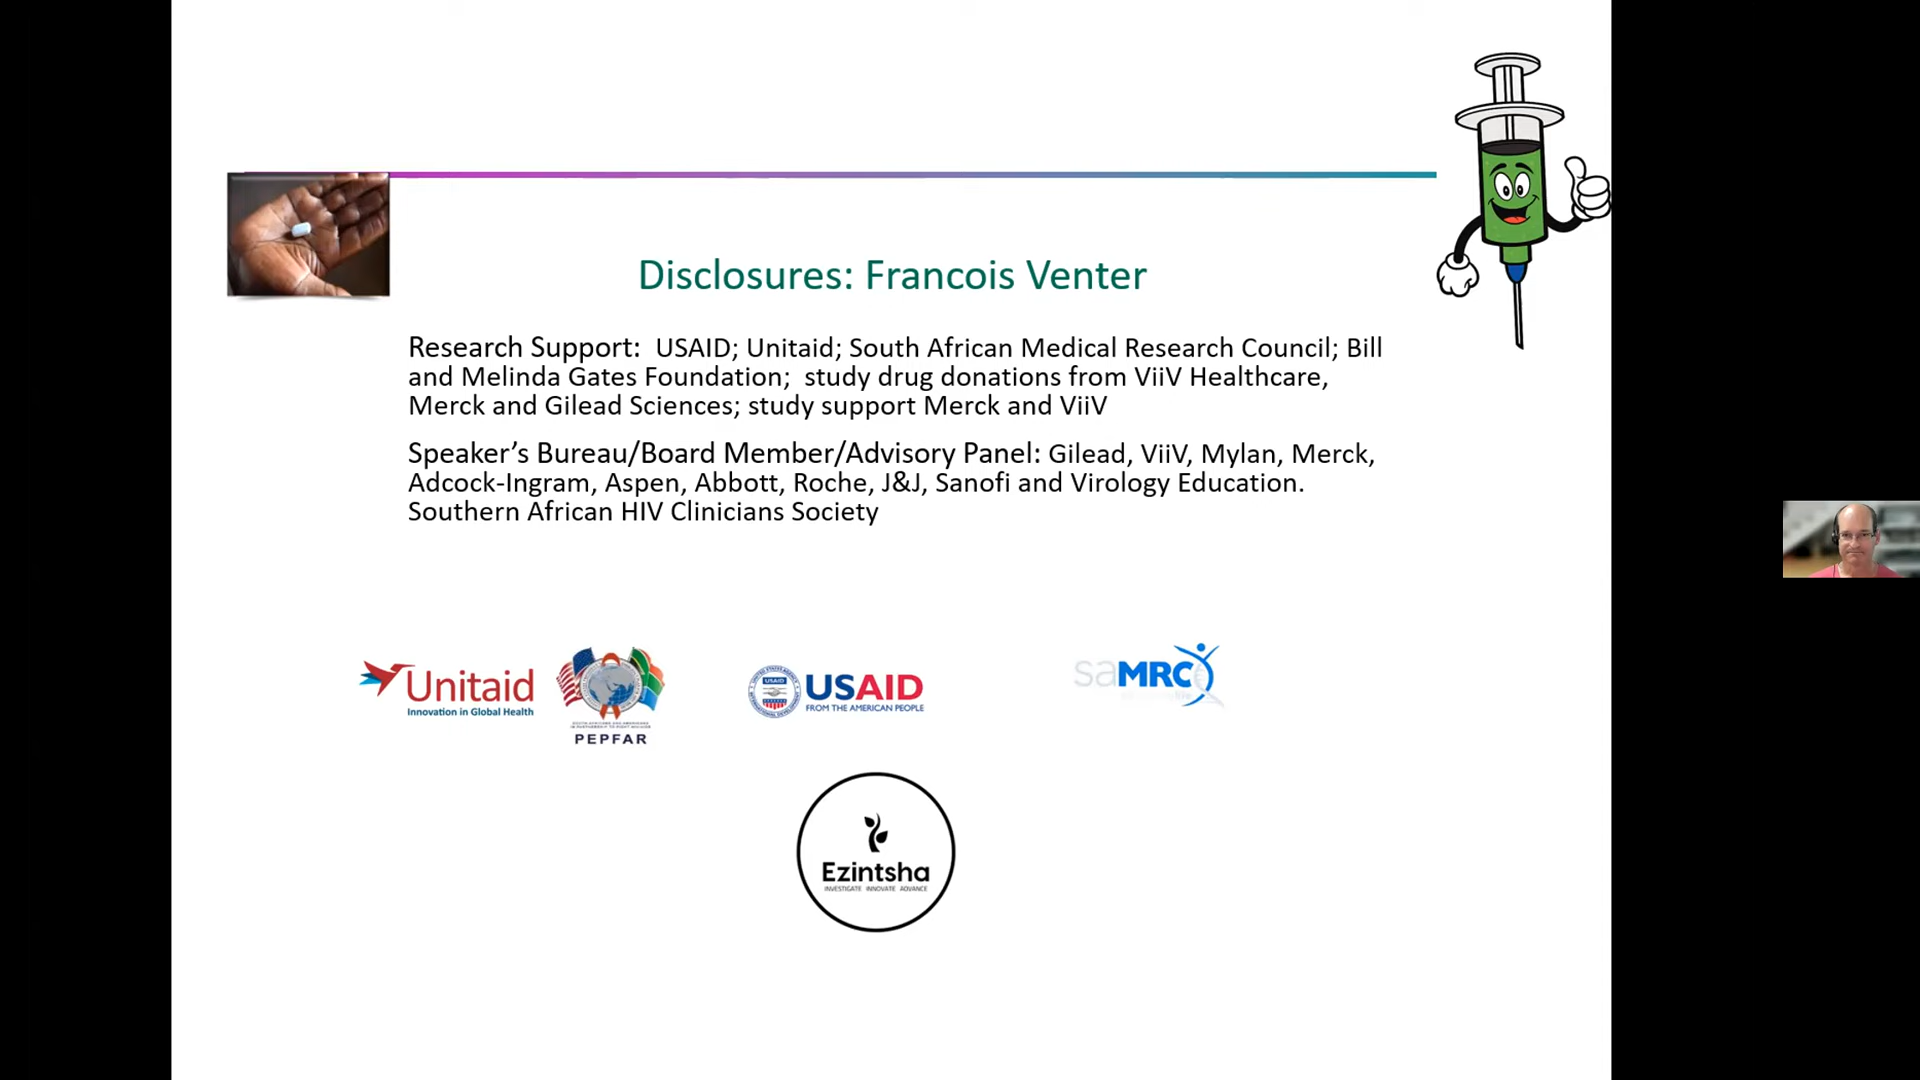 Disclosures: Francois Venter
Research Support: USAID; Unitaid; South African Medical Research Council; Bill
and Melinda Gates Foundation; study drug donations from ViiV Healthcare,
Merck and Gilead Sciences; study support Merck and ViiV
Speaker’s Bureau/Board Member/Advisory Panel: Gilead, ViiV, Mylan, Merck,
Adcock-Ingram, Aspen, Abbott, Roche, J&J, Sanofi and Virology Education.
Southern African HIV Clinicians Society
Unitaid
Innovation in Global Health
PEPFAR
USAID
USAID
FROM THE AMERICAN PEOPLE
saMRC
Ezintsha
INVESTIGATE INNOVATE ADVANCE